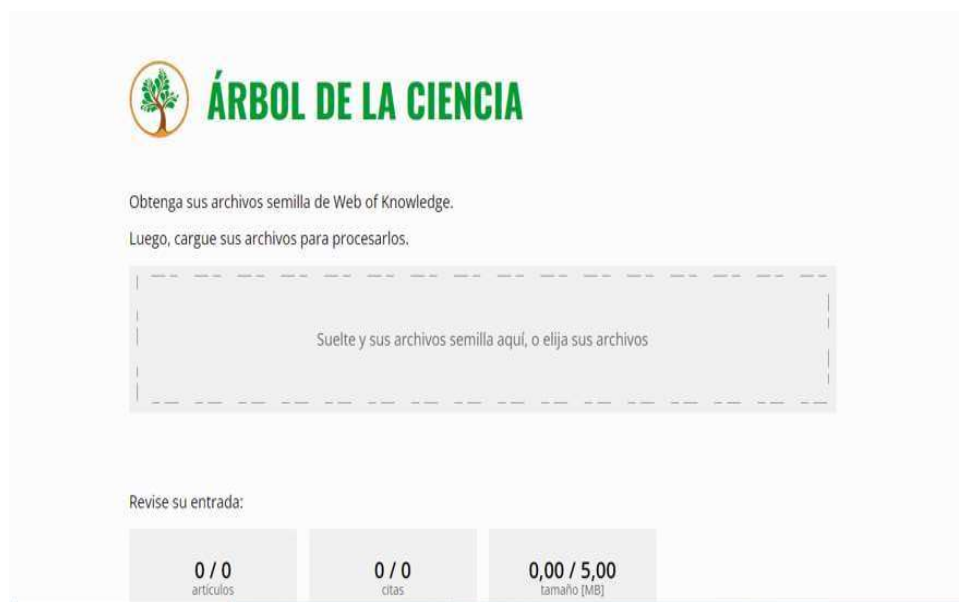 ÁRBOL DE LA CIENCIA
Obtenga sus archivos semilla de Web of Knowledge.
Luego, cargue sus archivos para procesarlos.
Suelte y sus archivos semilla aquí, o elija sus archivos
Revise su entrada:
0 / 0
artículos
0 / 0
citas
0,00 / 5,00
tamaño [MB]